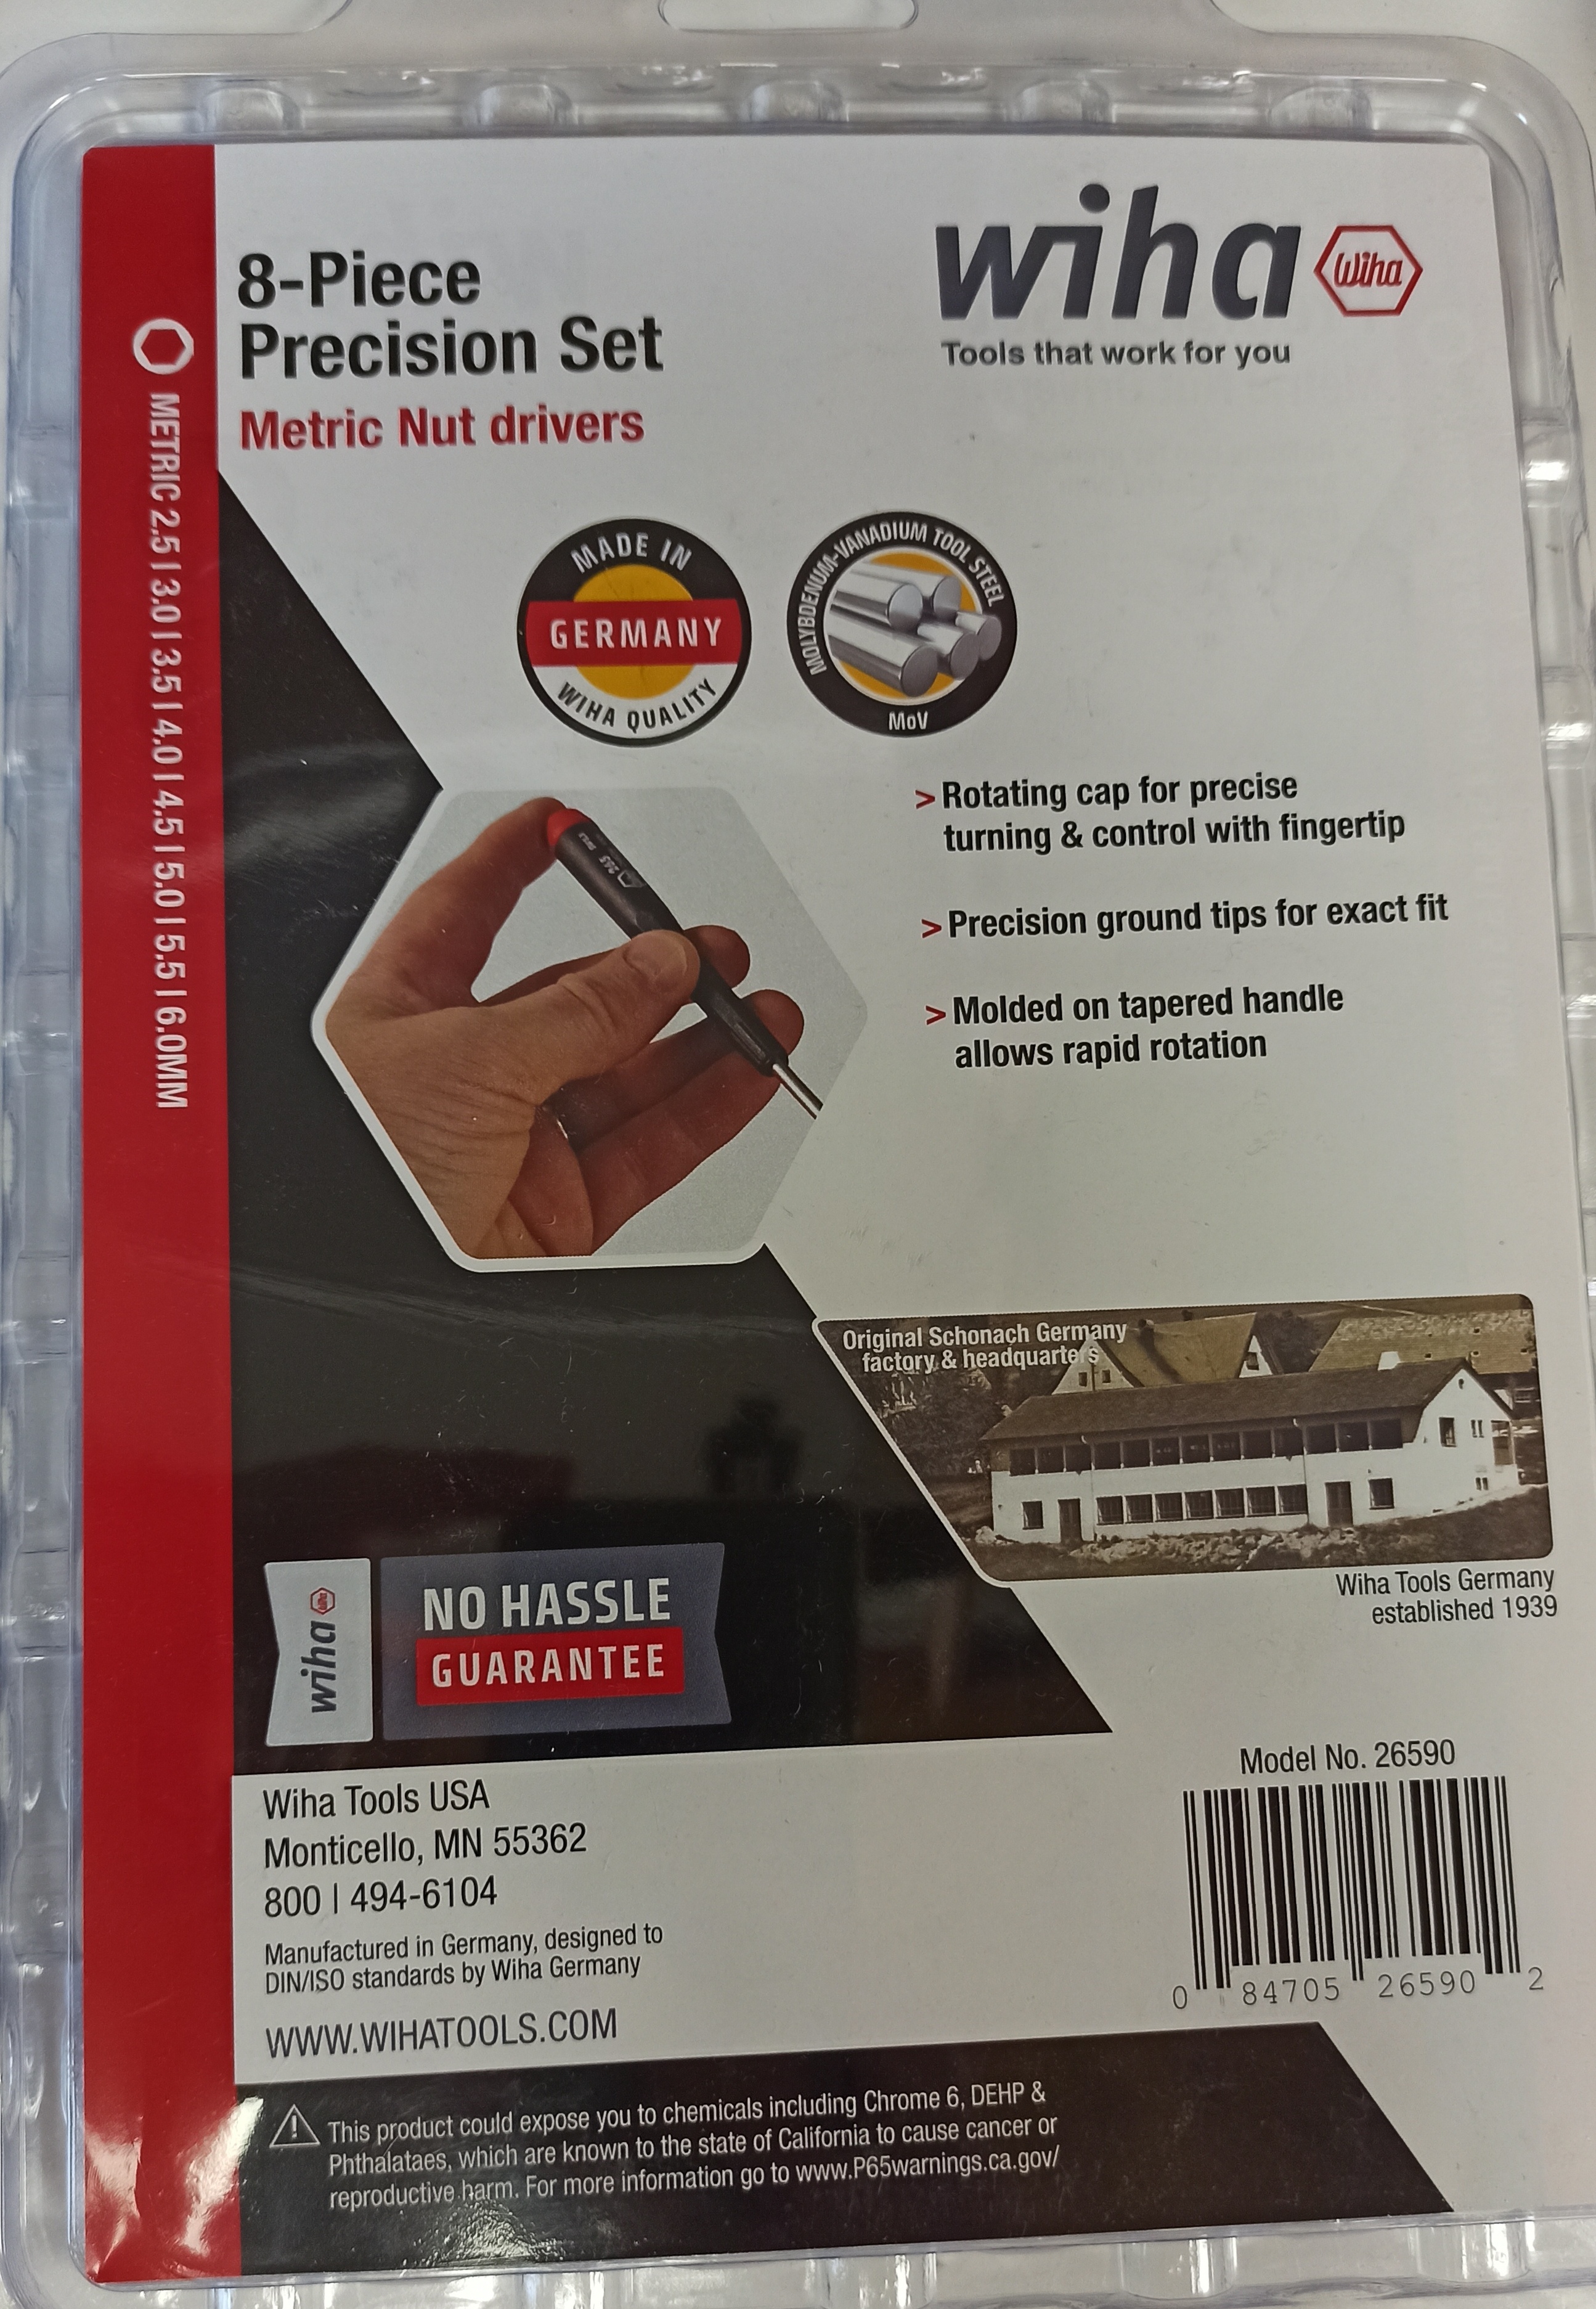 8-Piece
Precision Set
Metric Nut drivers
wiha
Wiha
Tools that work for you
METRIC 2.5 | 3.0 | 3.5 | 4.0 | 4.5 | 5.0 | 5.5 | 6.0MM
MADE IN
GERMANY
WIHA QUALITY
MOLYBDENUM-VANADIUM TOOL STEEL
MoV
> Rotating cap for precise
turning & control with fingertip
> Precision ground tips for exact fit
> Molded on tapered handle
allows rapid rotation
265
Original Schonach Germany
factory & headquarters
Wiha Tools Germany
established 1939
wiha
NO HASSLE
GUARANTEE
Wiha Tools USA
Monticello, MN 55362
800 | 494-6104
Manufactured in Germany, designed to
DIN/ISO standards by Wiha Germany
WWW.WIHATOOLS.COM
Model No. 26590
0 84705 26590 2
This product could expose you to chemicals including Chrome 6, DEHP &
Phthalataes, which are known to the state of California to cause cancer or
reproductive harm. For more information go to www.P65warnings.ca.gov/